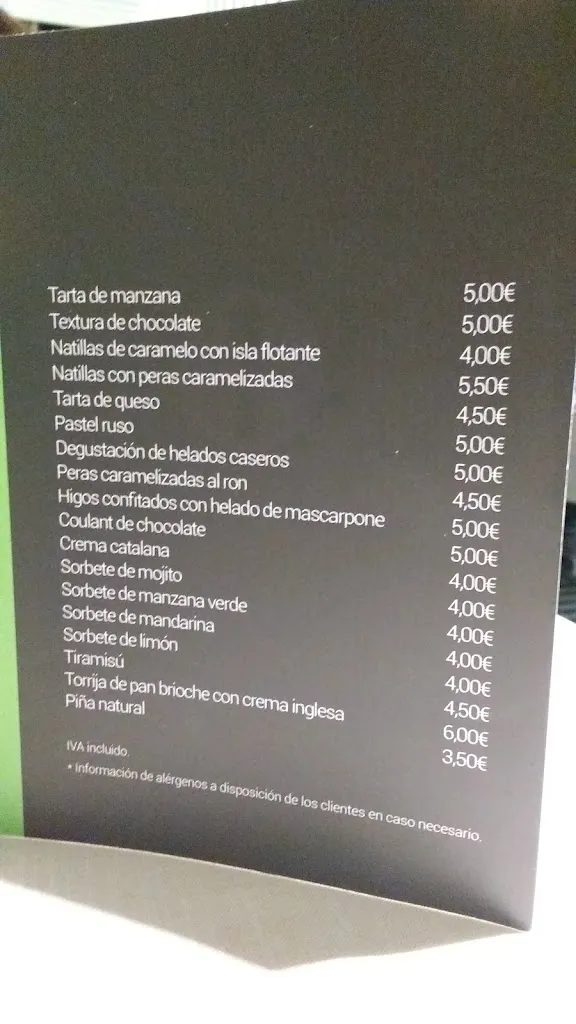 Tarta de manzana 5,00€
Textura de chocolate 5,00€
Natillas de caramelo con isla flotante 4,00€
Natillas con peras caramelizadas 5,50€
Tarta de queso 4,50€
Pastel ruso 5,00€
Degustación de helados caseros 5,00€
Peras caramelizadas al ron 4,50€
Higos confitados con helado de mascarpone 5,00€
Coulant de chocolate 5,00€
Crema catalana 4,00€
Sorbete de mojito 4,00€
Sorbete de manzana verde 4,00€
Sorbete de mandarina 4,00€
Sorbete de limón 4,00€
Tiramisú 4,50€
Torrija de pan brioche con crema inglesa 6,00€
Piña natural 3,50€
IVA incluido.
* Información de alérgenos a disposición de los clientes en caso necesario.